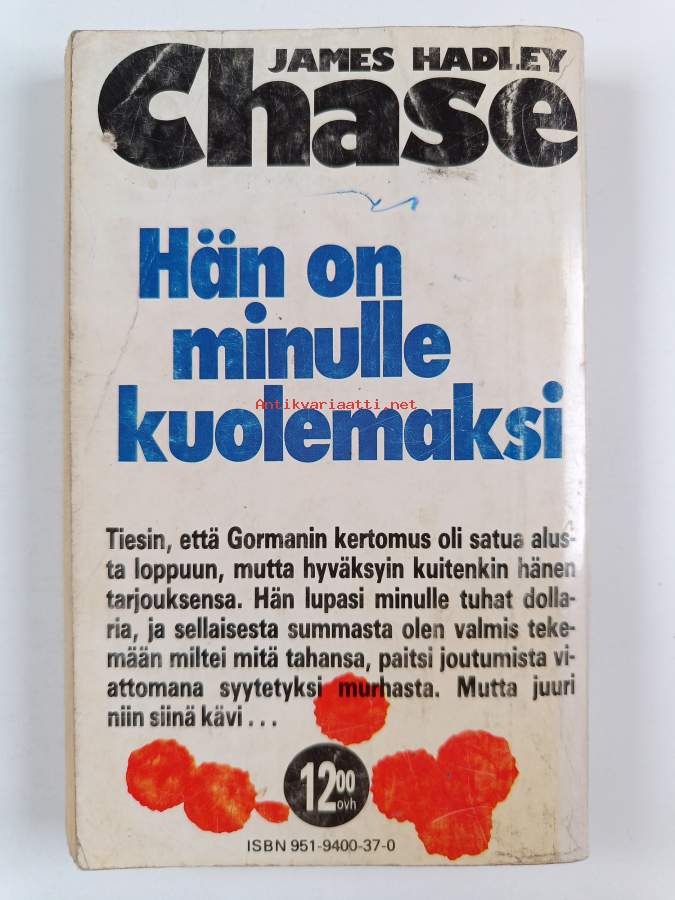 JAMES HADLEY
Chase
Hän on
minulle
kuolemaksi
Antikvariaatti.net
Tiesin, että Gormanin kertomus oli satua alus-
ta loppuun, mutta hyväksyin kuitenkin hänen
tarjouksensa. Hän lupasi minulle tuhat dolla-
ria, ja sellaisesta summasta olen valmis teke-
mään miltei mitä tahansa, paitsi joutumista vi-
attomana syytetyksi murhasta. Mutta juuri
niin siinä kävi . . .
1200
ovh
ISBN 951-9400-37-0